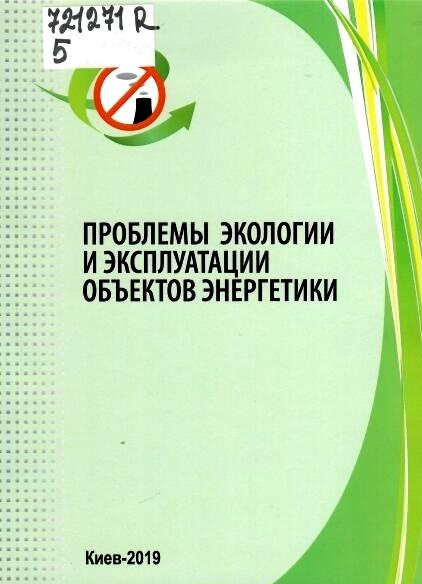 721271 R
5
ПРОБЛЕМЫ ЭКОЛОГИИ
И ЭКСПЛУАТАЦИИ
ОБЪЕКТОВ ЭНЕРГЕТИКИ
Киев-2019